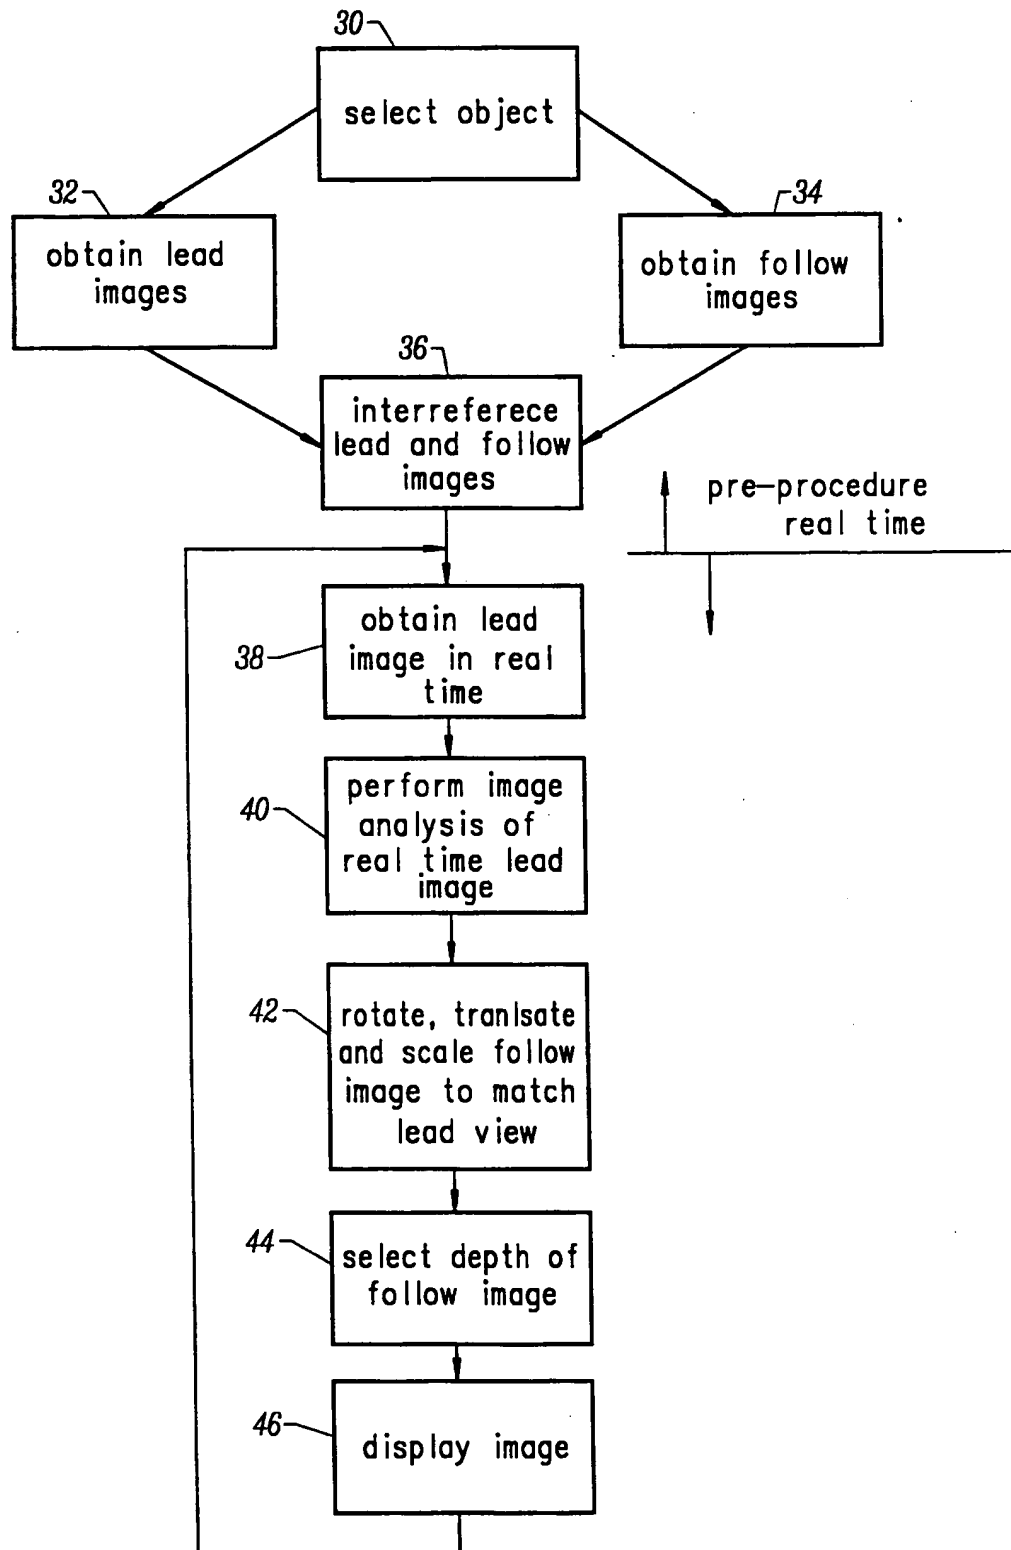 30
select object
32
obtain lead
images
34
obtain follow
images
36
interreferece
lead and follow
images
pre-procedure
real time
38
obtain lead
image in real
time
40
perform image
analysis of
real time lead
image
42
rotate, tranlsate
and scale follow
image to match
lead view
44
select depth of
follow image
46
display image